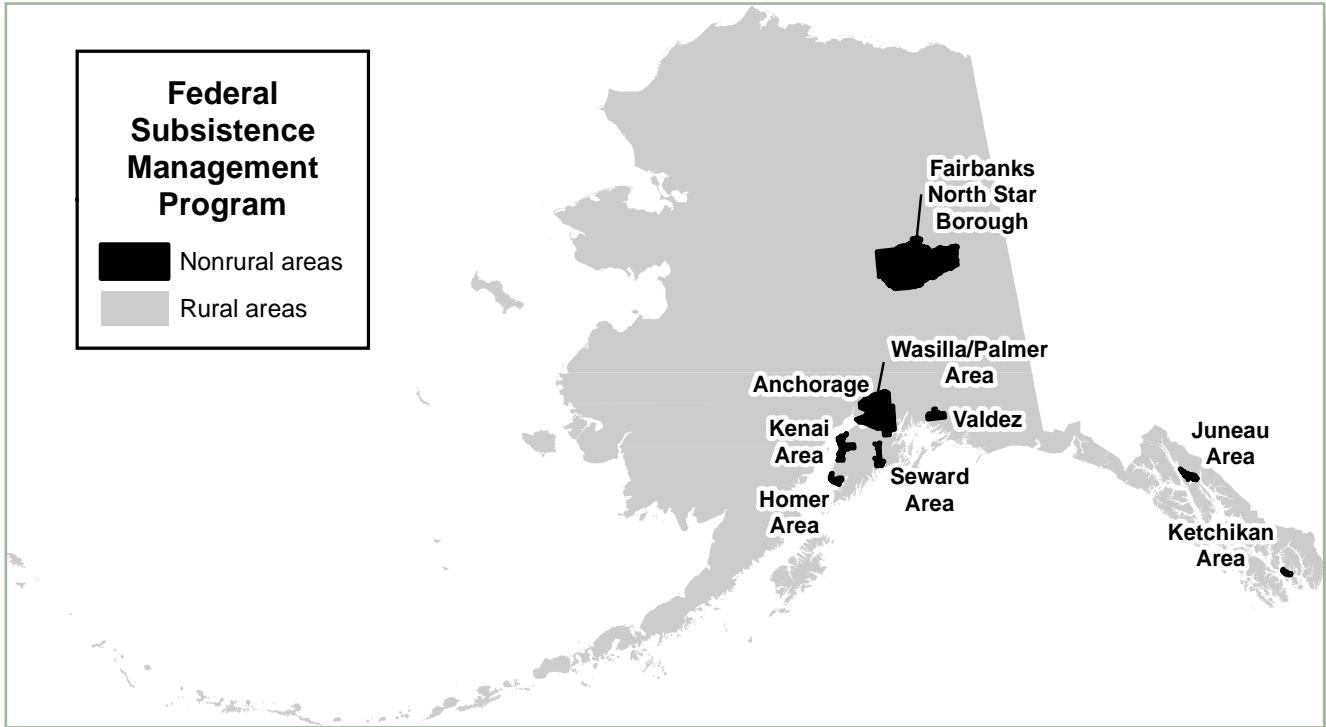 Federal
Subsistence
Management
Program
Nonrural areas
Rural areas
Fairbanks
North Star
Borough
Wasilla/Palmer
Area
Anchorage
Valdez
Kenai
Area
Seward
Area
Homer
Area
Juneau
Area
Ketchikan
Area